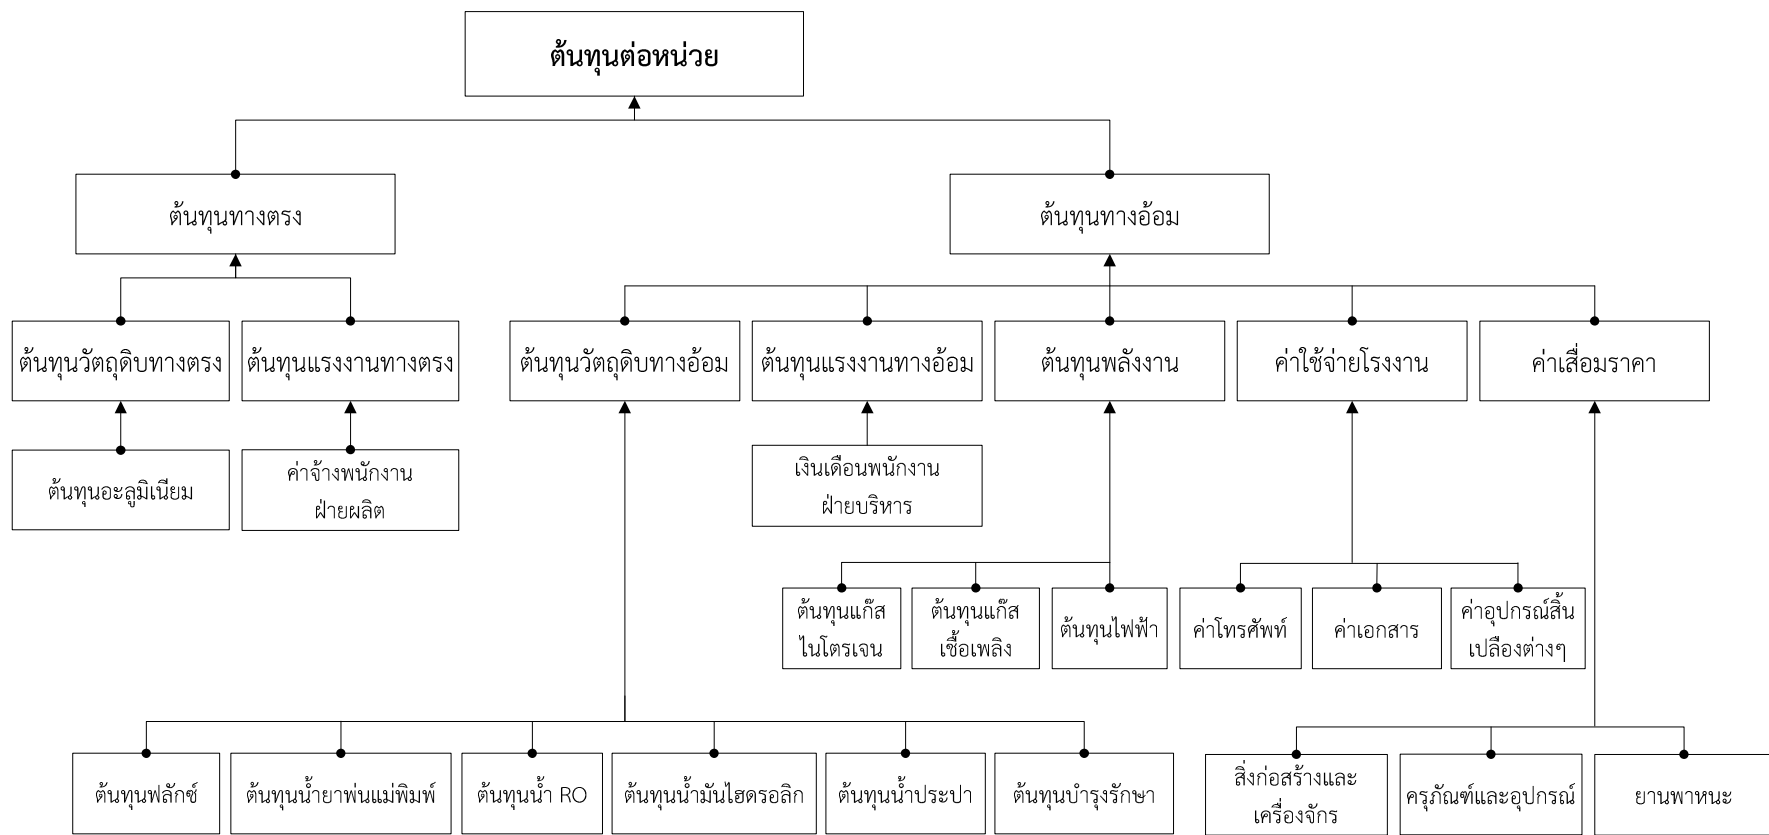 ต้นทุนต่อหน่วย
ต้นทุนทางตรง
ต้นทุนทางอ้อม
ต้นทุนวัตถุดิบทางตรง
ต้นทุนแรงงานทางตรง
ต้นทุนวัตถุดิบทางอ้อม
ต้นทุนแรงงานทางอ้อม
ต้นทุนพลังงาน
ค่าใช้จ่ายโรงงาน
ค่าเสื่อมราคา
ต้นทุนอะลูมิเนียม
ค่าจ้างพนักงาน
ฝ่ายผลิต
เงินเดือนพนักงาน
ฝ่ายบริหาร
ต้นทุนแก๊ส
ไนโตรเจน
ต้นทุนแก๊ส
เชื้อเพลิง
ต้นทุนไฟฟ้า
ค่าโทรศัพท์
ค่าเอกสาร
ค่าอุปกรณ์สิ้น
เปลืองต่างๆ
ต้นทุนฟลักซ์
ต้นทุนน้ำยาพ่นแม่พิมพ์
ต้นทุนน้ำ RO
ต้นทุนน้ำมันไฮดรอลิก
ต้นทุนน้ำประปา
ต้นทุนบำรุงรักษา
สิ่งก่อสร้างและ
เครื่องจักร
ครุภัณฑ์และอุปกรณ์
ยานพาหนะ